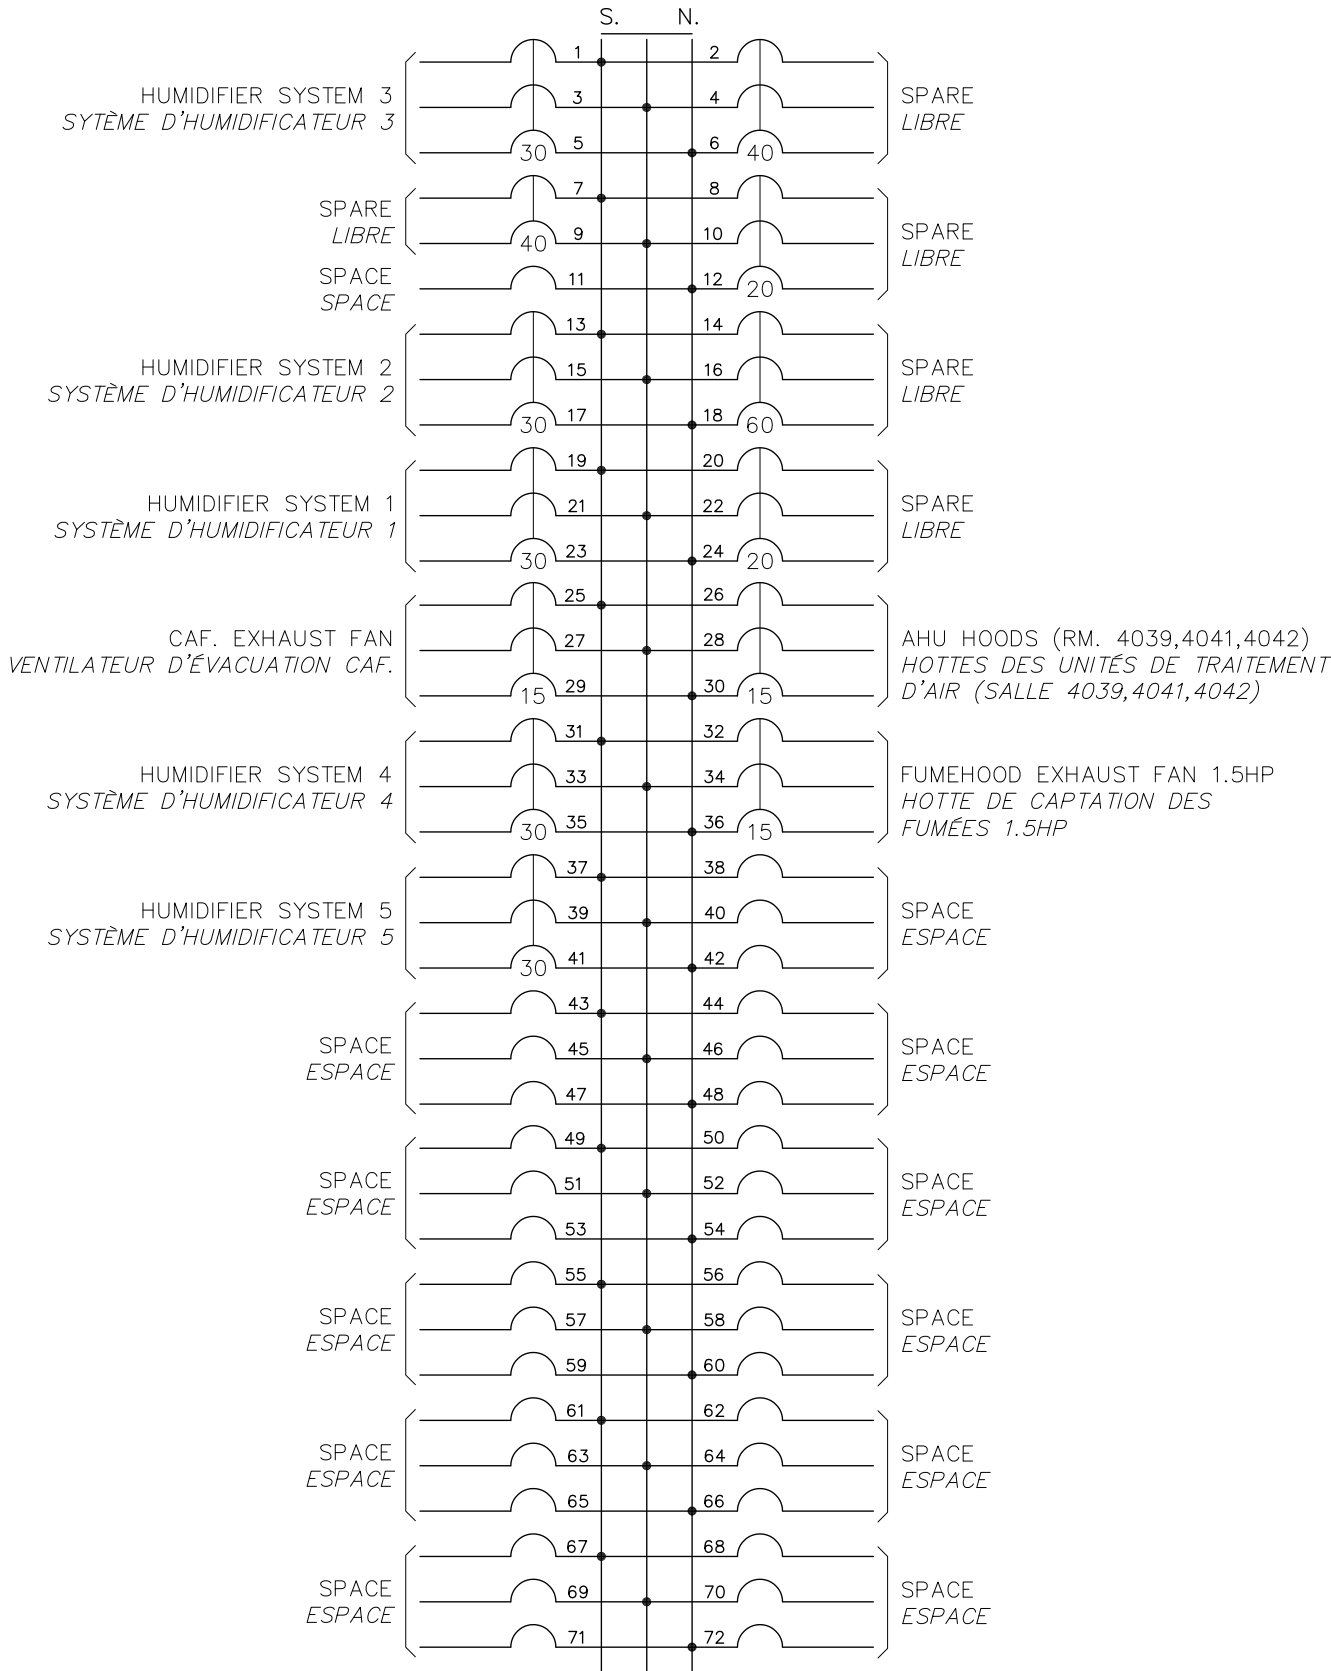 S. N.
1 2
HUMIDIFIER SYSTEM 3 3 4 SPARE
SYTÈME D'HUMIDIFICATEUR 3 LIBRE
30 5 6 40
7 8
SPARE
LIBRE
40 9 10 SPARE
LIBRE
SPACE 11 12 20
SPACE
13 14
HUMIDIFIER SYSTEM 2 15 16 SPARE
SYSTÈME D'HUMIDIFICATEUR 2 LIBRE
30 17 18 60
19 20
HUMIDIFIER SYSTEM 1 21 22 SPARE
SYSTÈME D'HUMIDIFICATEUR 1 LIBRE
30 23 24 20
25 26
CAF. EXHAUST FAN 27 28 AHU HOODS (RM. 4039,4041,4042)
VENTILATEUR D'ÉVACUATION CAF. HOTTES DES UNITÉS DE TRAITEMENT
15 29 30 15 D'AIR (SALLE 4039,4041,4042)
31 32
HUMIDIFIER SYSTEM 4 33 34 FUMEHOOD EXHAUST FAN 1.5HP
SYSTÈME D'HUMIDIFICATEUR 4 HOTTE DE CAPTATION DES
30 35 36 15 FUMÉES 1.5HP
37 38
HUMIDIFIER SYSTEM 5 39 40 SPACE
SYSTÈME D'HUMIDIFICATEUR 5 ESPACE
30 41 42
43 44
SPACE 45 46 SPACE
ESPACE ESPACE
47 48
49 50
SPACE 51 52 SPACE
ESPACE ESPACE
53 54
55 56
SPACE 57 58 SPACE
ESPACE ESPACE
59 60
61 62
SPACE 63 64 SPACE
ESPACE ESPACE
65 66
67 68
SPACE 69 70 SPACE
ESPACE ESPACE
71 72